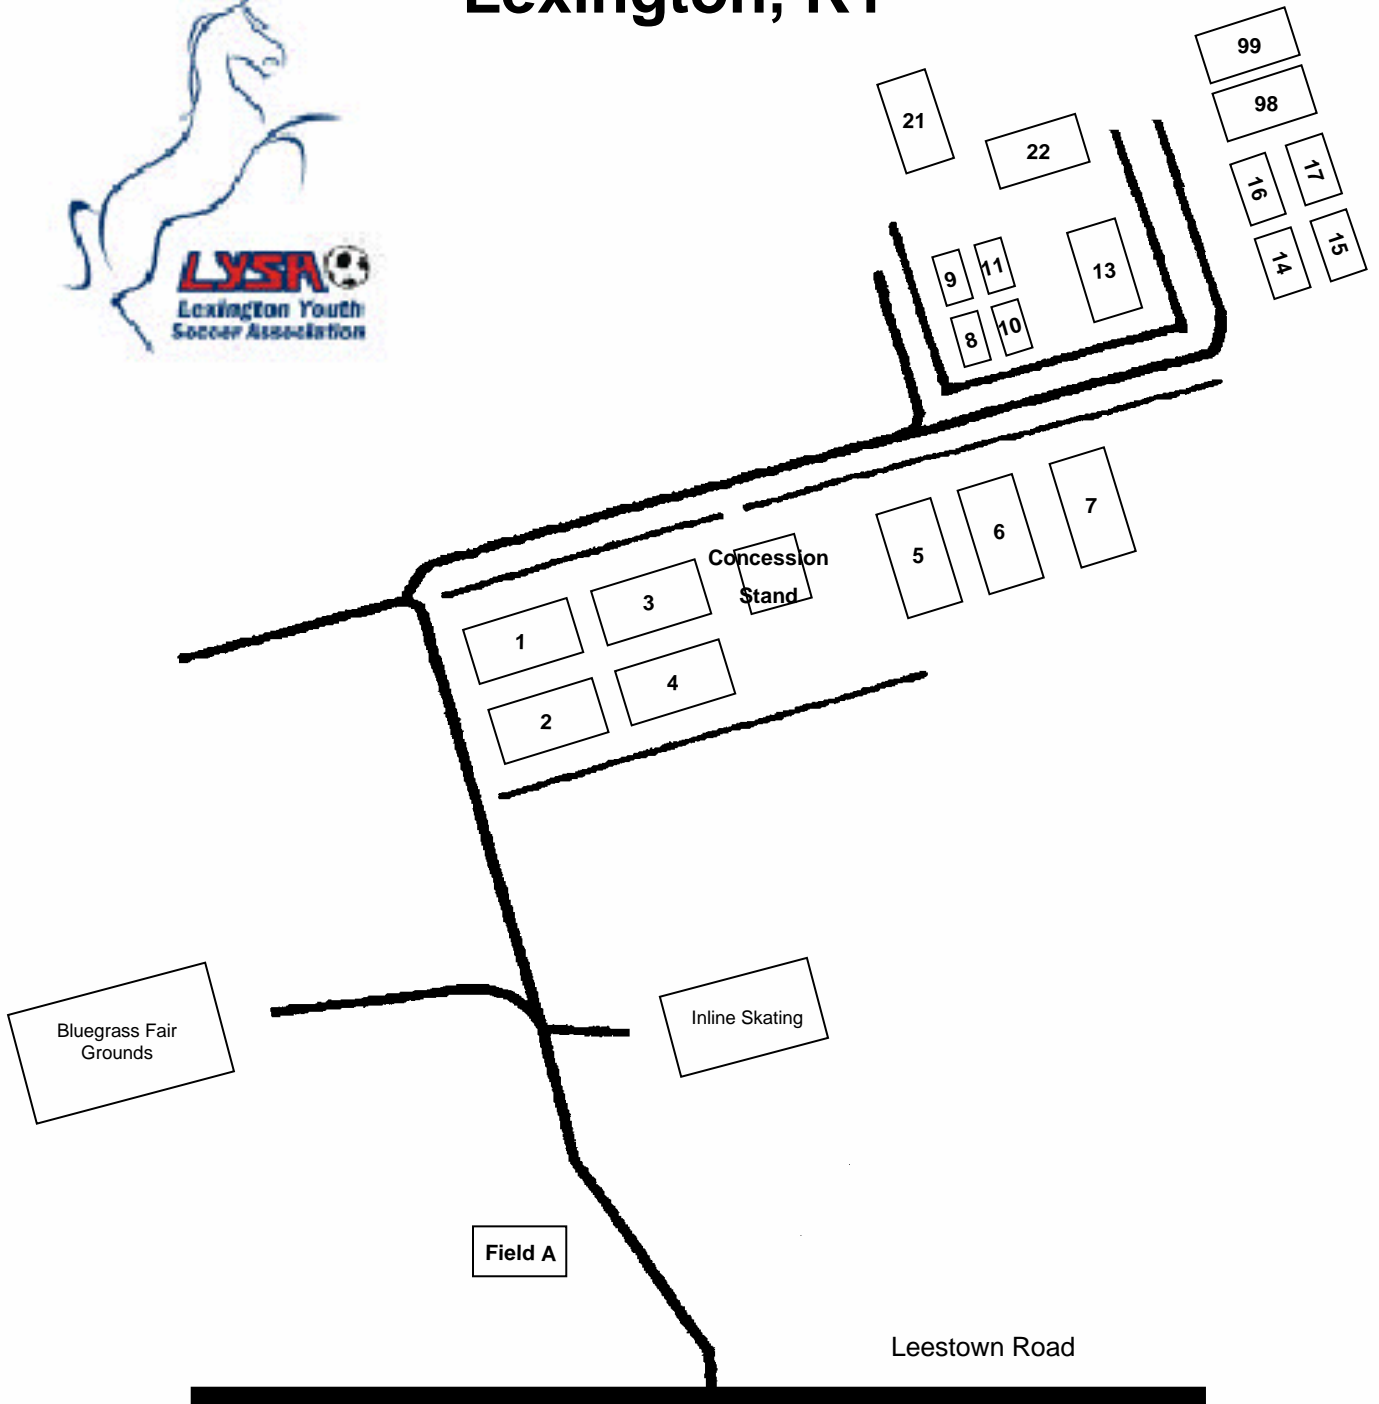 Lexington, KY
99
98
21
22
17
16
15
14
13
11
9
10
8
LYSA
Lexington Youth
Soccer Association
7
6
5
Concession
Stand
3
1
4
2
Inline Skating
Bluegrass Fair
Grounds
Field A
Leestown Road